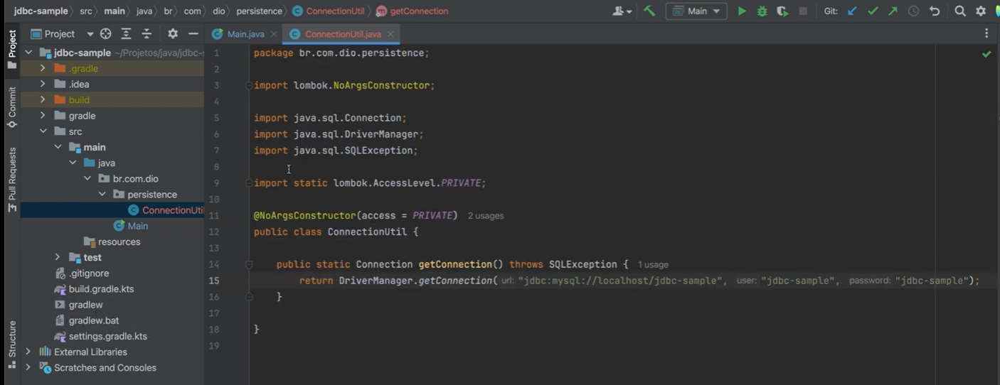 jdbc-sample > src > main > java > br > com > dio > persistence > ConnectionUtil > getConnection
Main
Git:
Project
Main.java
ConnectionUtil.java
Project
Commit
Pull Requests
Structure
jdbc-sample ~/Projetos/java/jdbc-s
.gradle
.idea
build
gradle
src
main
java
br.com.dio
persistence
ConnectionUtil
Main
resources
test
.gitignore
build.gradle.kts
gradlew
gradlew.bat
settings.gradle.kts
External Libraries
Scratches and Consoles
1 package br.com.dio.persistence;
2
3 import lombok.NoArgsConstructor;
4
5 import java.sql.Connection;
6 import java.sql.DriverManager;
7 import java.sql.SQLException;
8
9 import static lombok.AccessLevel.PRIVATE;
10
11 @NoArgsConstructor(access = PRIVATE) 2 usages
12 public class ConnectionUtil {
13
14 public static Connection getConnection() throws SQLException { 1 usage
15 return DriverManager.getConnection( url: "jdbc:mysql://localhost/jdbc-sample", user: "jdbc-sample", password: "jdbc-sample");
16 }
17
18 }
19